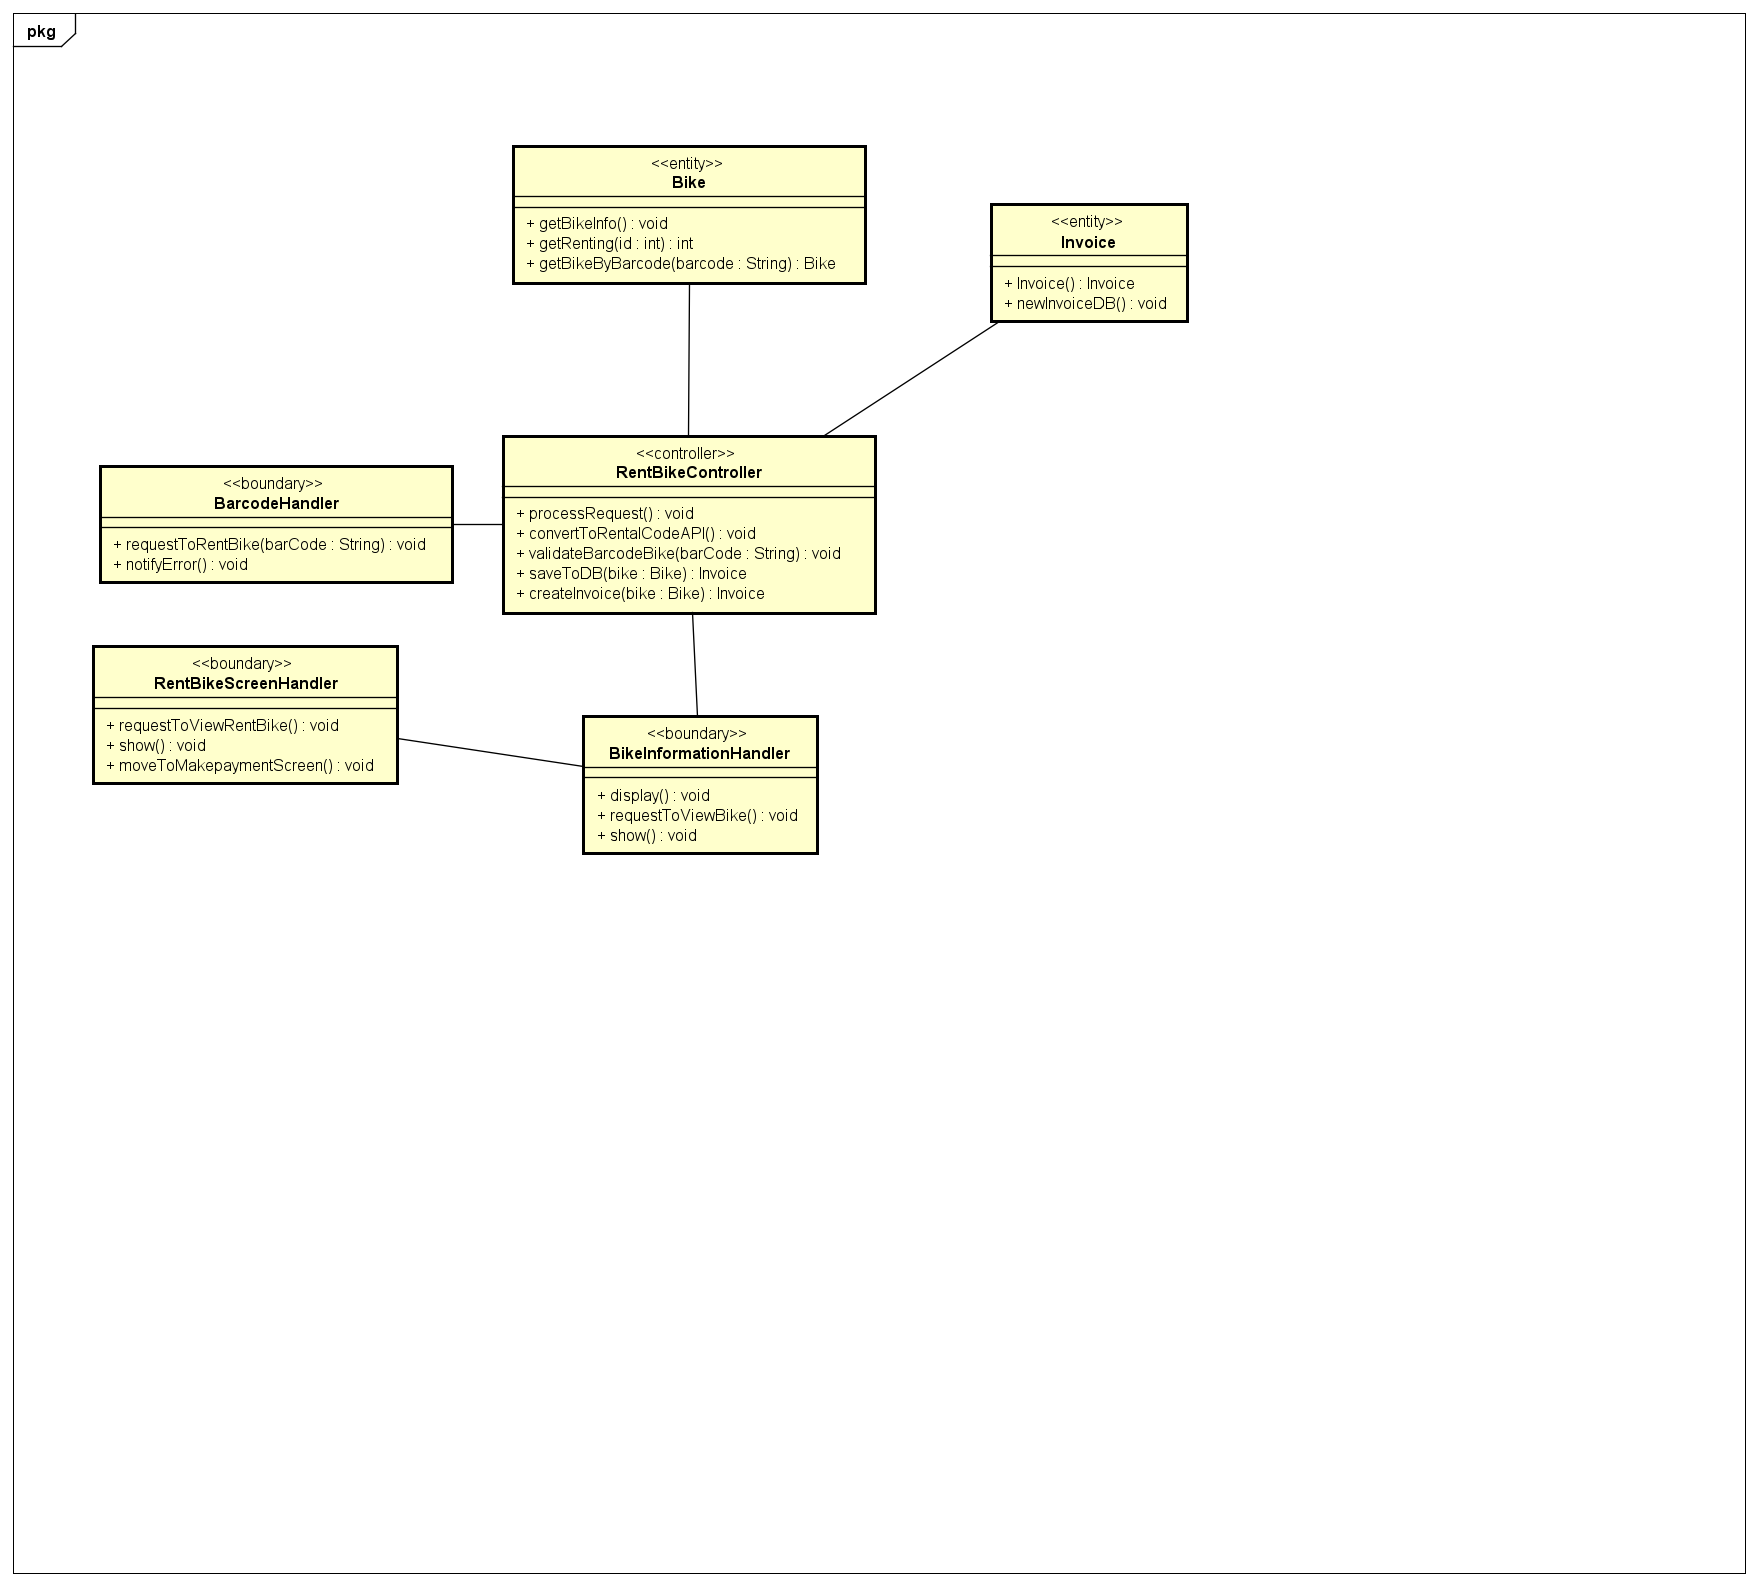 pkg
<<entity>>
Bike
+ getBikeInfo() : void
+ getRenting(id : int) : int
+ getBikeByBarcode(barcode : String) : Bike
<<entity>>
Invoice
+ Invoice() : Invoice
+ newInvoiceDB() : void
<<controller>>
RentBikeController
+ processRequest() : void
+ convertToRentalCodeAPI() : void
+ validateBarcodeBike(barCode : String) : void
+ saveToDB(bike : Bike) : Invoice
+ createInvoice(bike : Bike) : Invoice
<<boundary>>
BarcodeHandler
+ requestToRentBike(barCode : String) : void
+ notifyError() : void
<<boundary>>
RentBikeScreenHandler
+ requestToViewRentBike() : void
+ show() : void
+ moveToMakepaymentScreen() : void
<<boundary>>
BikeInformationHandler
+ display() : void
+ requestToViewBike() : void
+ show() : void